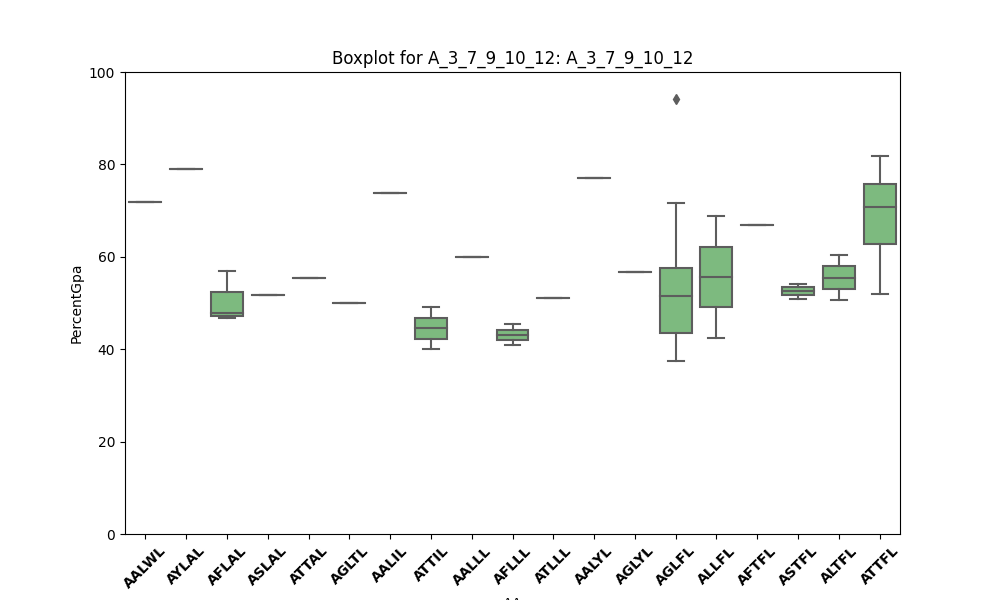 Boxplot for A_3_7_9_10_12: A_3_7_9_10_12
100
80
60
40
20
0
PercentGpa
AALWL
AYLAL
AFLAL
ASLAL
ATTAL
AGLTL
AALIL
ATTIL
AALLL
AFLLL
ATLLL
AALYL
AGLYL
AGLFL
ALLFL
AFTFL
ASTFL
ALTFL
ATTFL